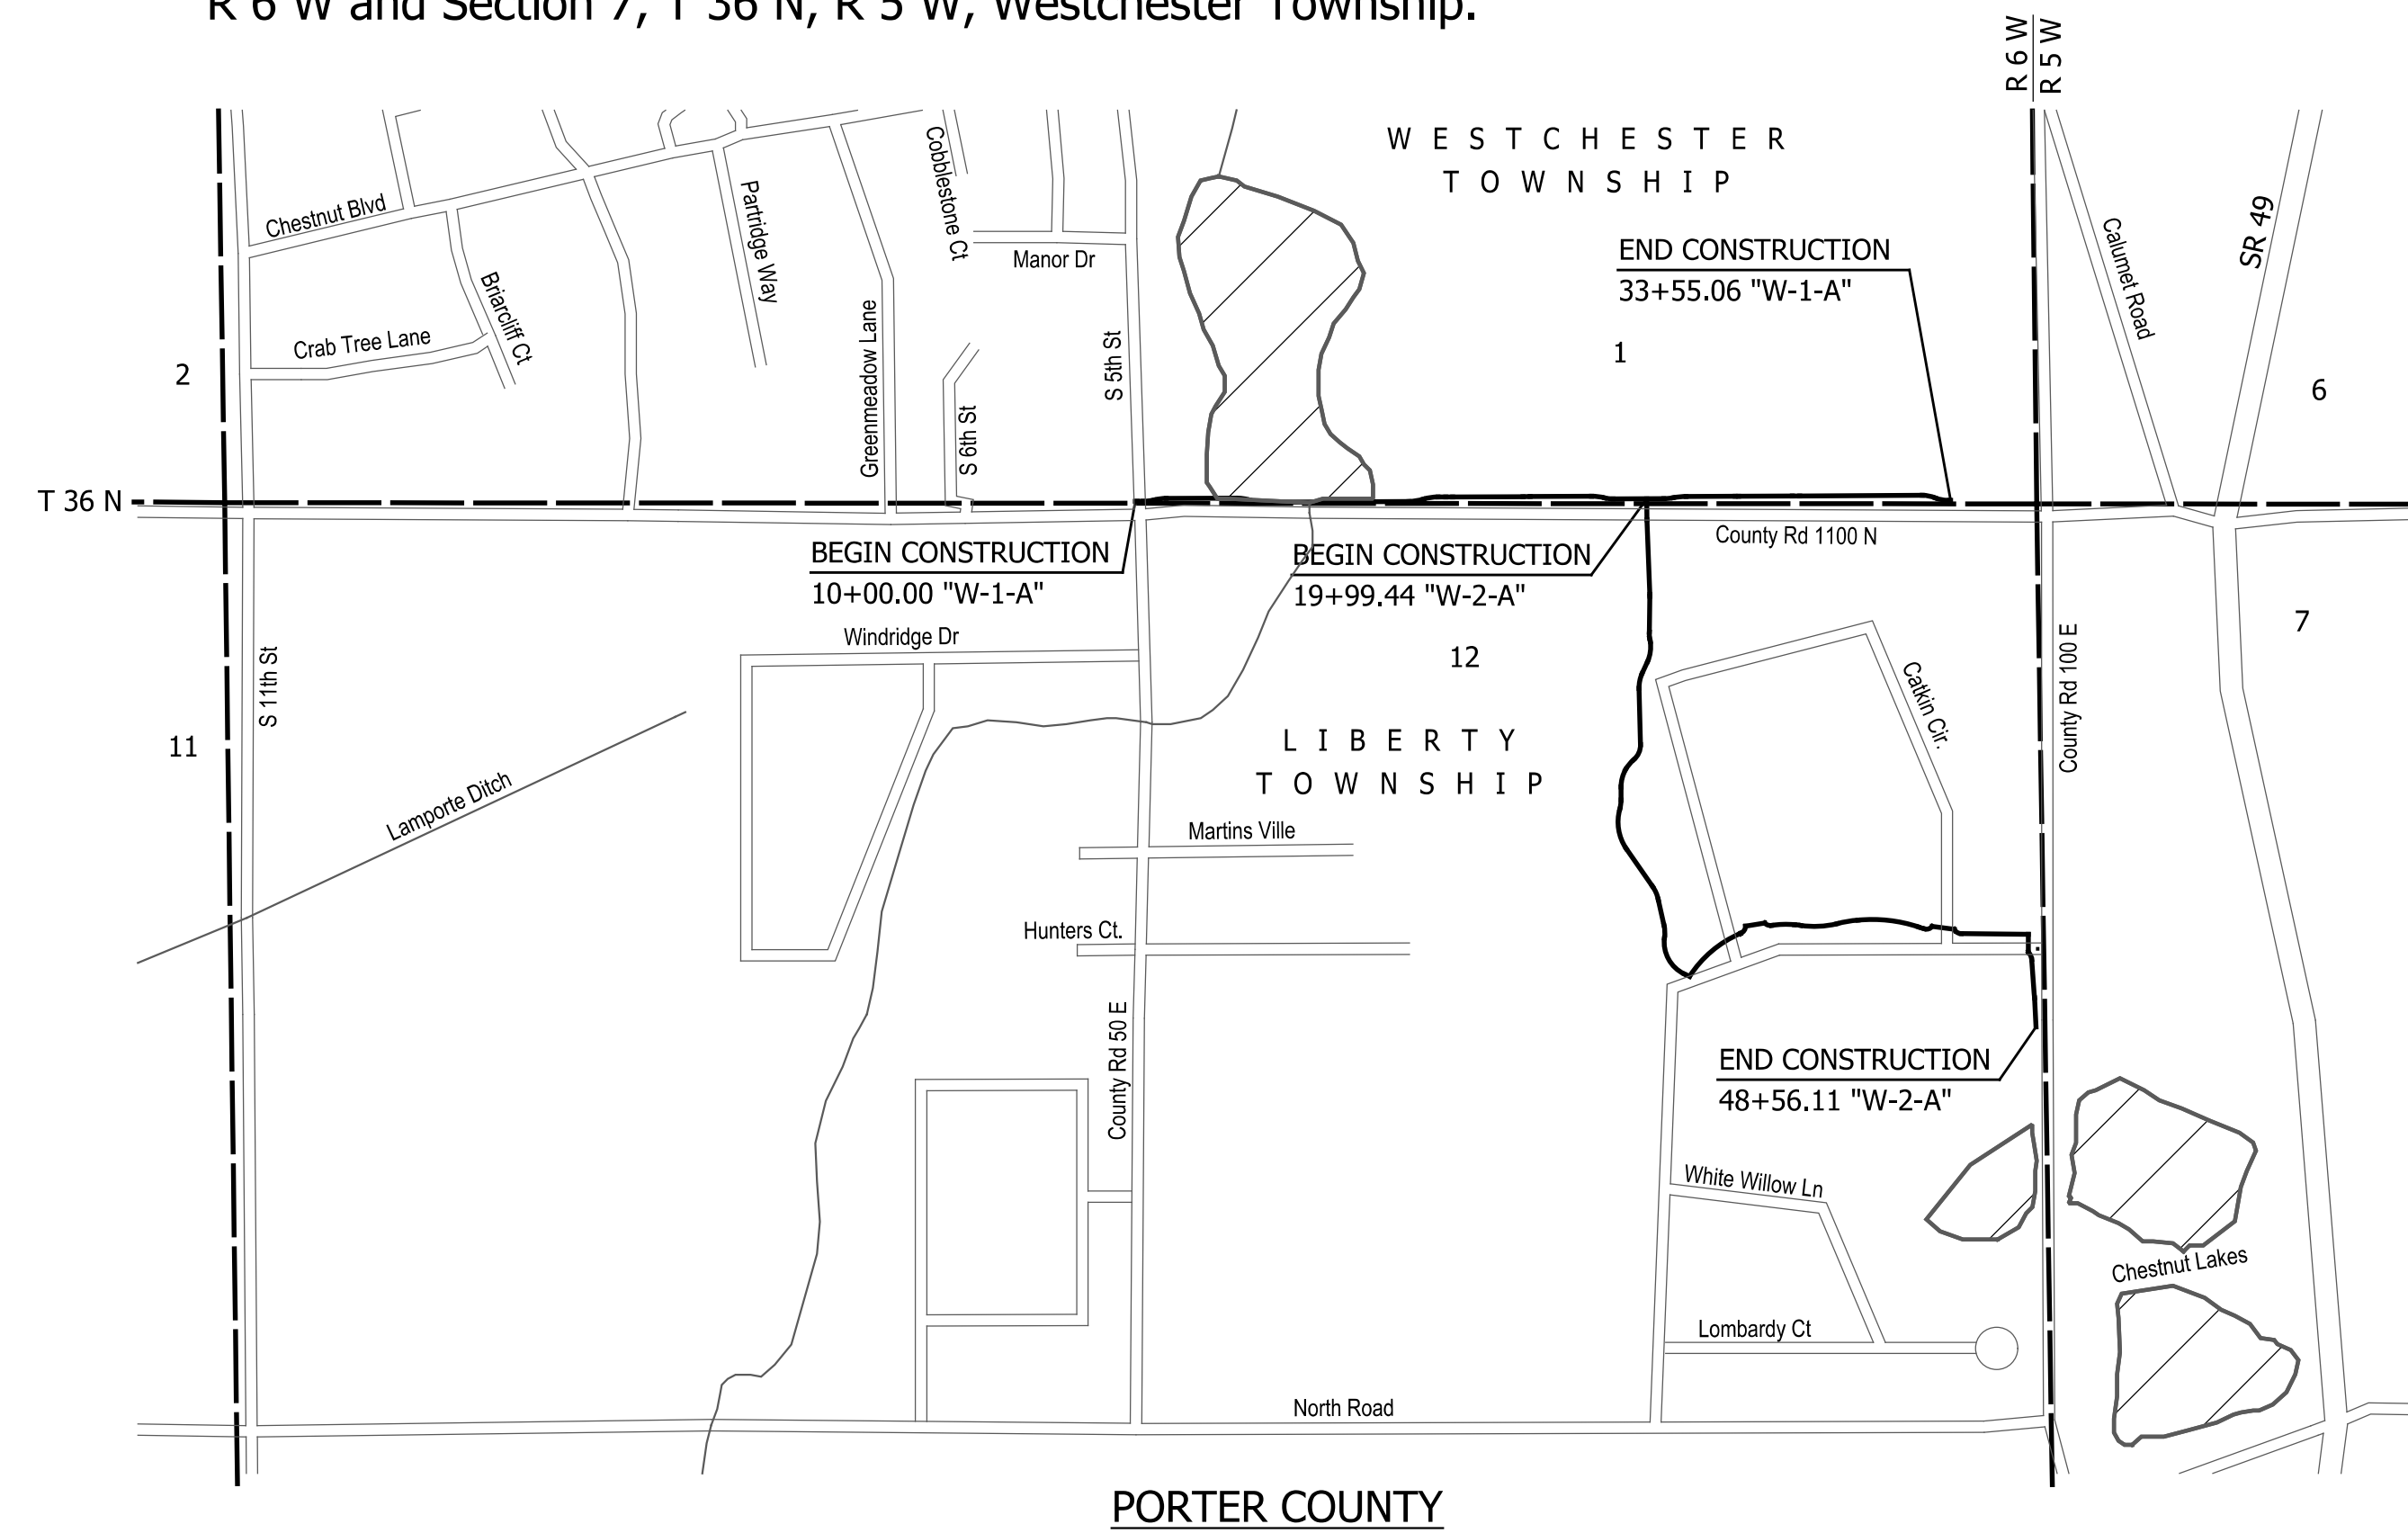 R 6 W and Section 7, T 36 N, R 5 W, Westchester Township.
R 6 W
R 5 W
WESTCHESTER
TOWNSHIP
Chestnut Blvd
Partridge Way
Cobblestone Ct
Manor Dr
END CONSTRUCTION
33+55.06 "W-1-A"
Calumet Road
SR 49
Briarcliff Ct
Crab Tree Lane
Greenmeadow Lane
S 6th St
S 5th St
2
1
6
T 36 N
BEGIN CONSTRUCTION
10+00.00 "W-1-A"
BEGIN CONSTRUCTION
19+99.44 "W-2-A"
County Rd 1100 N
Windridge Dr
12
7
S 11th St
11
LIBERTY
TOWNSHIP
Catkin Cir.
County Rd 100 E
Lamporte Ditch
Martins Ville
Hunters Ct.
County Rd 50 E
END CONSTRUCTION
48+56.11 "W-2-A"
White Willow Ln
Chestnut Lakes
Lombardy Ct
North Road
PORTER COUNTY